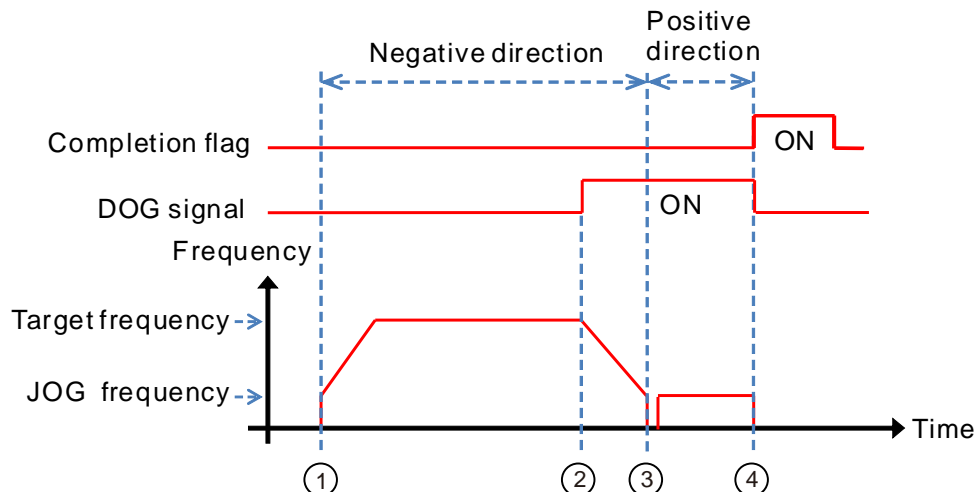 Positive
direction
Negative direction
Completion flag
ON
DOG signal
ON
Frequency
Target frequency
JOG frequency
Time
1 2 3 4